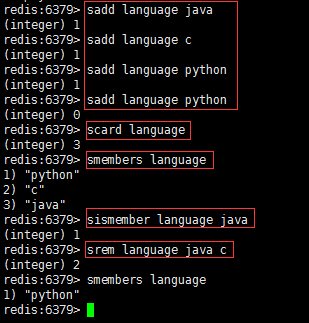 redis:6379> sadd language java
(integer) 1
redis:6379> sadd language c
(integer) 1
redis:6379> sadd language python
(integer) 1
redis:6379> sadd language python
(integer) 0
redis:6379> scard language
(integer) 3
redis:6379> smembers language
1) "python"
2) "c"
3) "java"
redis:6379> sismember language java
(integer) 1
redis:6379> srem language java c
(integer) 2
redis:6379> smembers language
1) "python"
redis:6379>